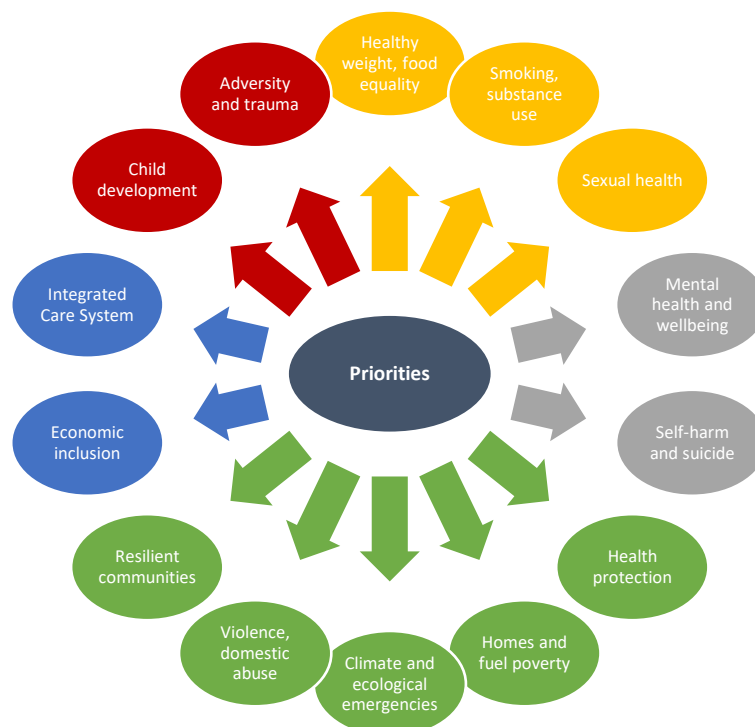 Healthy
weight, food
equality
Smoking,
substance
use
Sexual health
Mental
health and
wellbeing
Self-harm
and suicide
Health
protection
Homes and
fuel poverty
Climate and
ecological
emergencies
Violence,
domestic
abuse
Resilient
communities
Economic
inclusion
Integrated
Care System
Child
development
Adversity
and trauma
Priorities